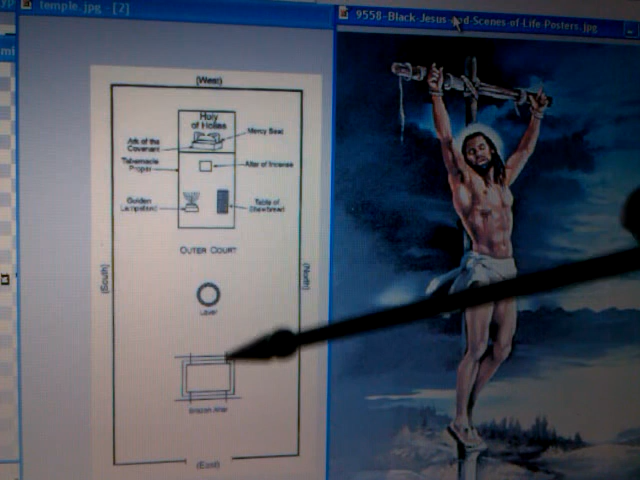 temple.jpg - [2]
9558-Black-Jesus-and-Scenes-of-Life-Posters.jpg
mi
(West)
Holy
of Holies
Mercy Seat
Ark of the
Covenant
Tabernacle
Proper
Altar of Incense
Golden
Lampstand
Table of
Shewbread
OUTER COURT
(South)
(North)
Laver
Brazen Altar
(East)